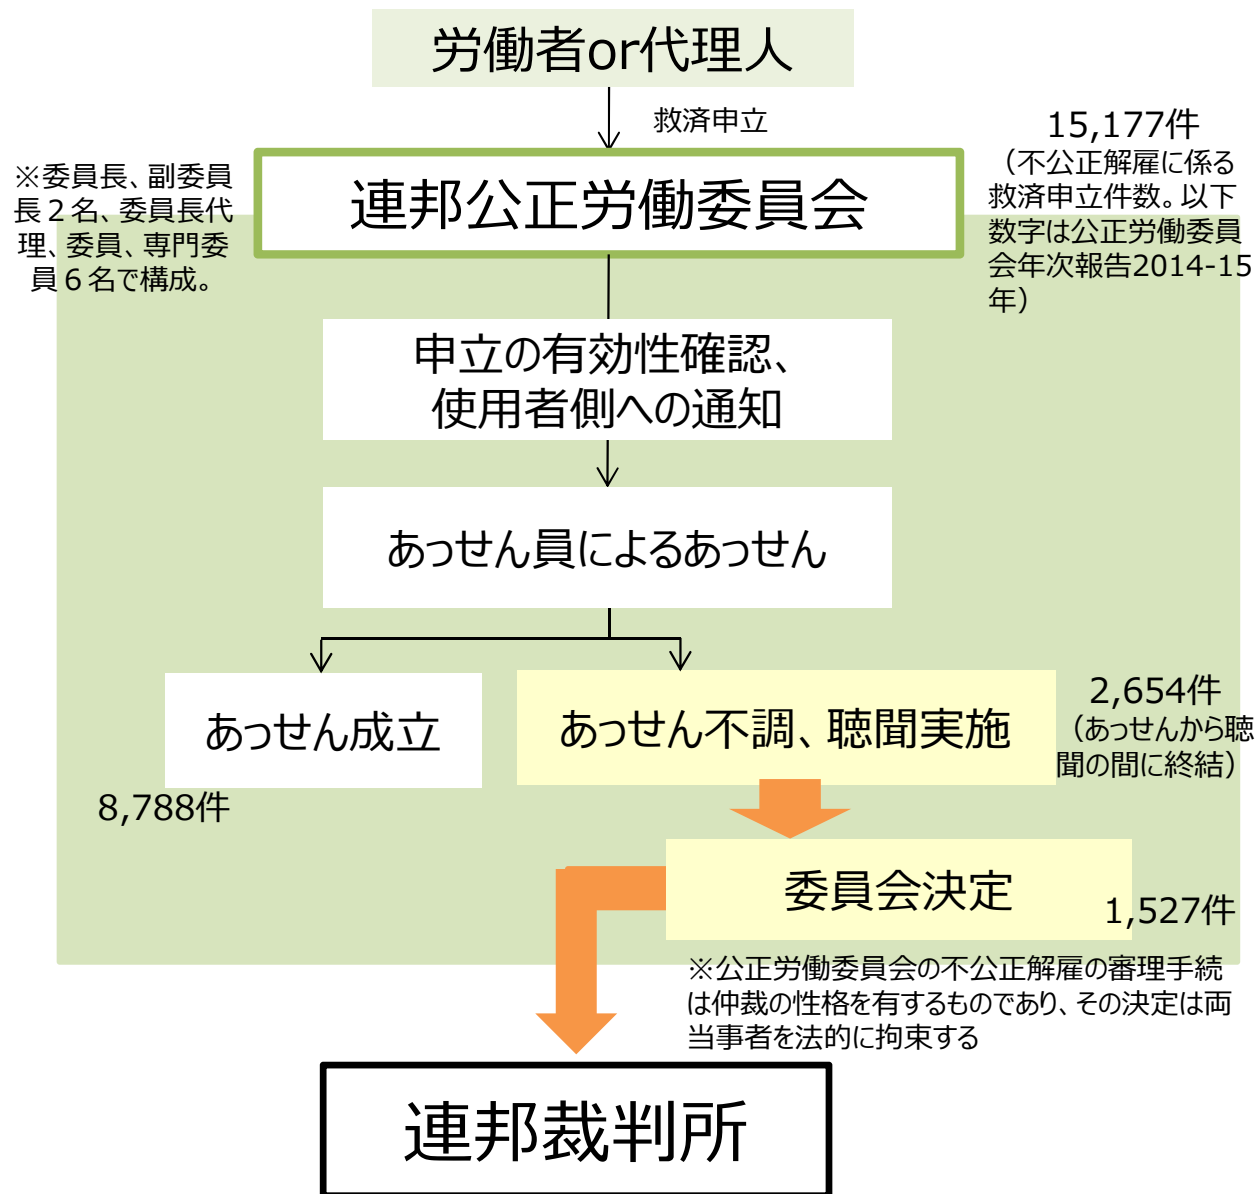 労働者or代理人
救済申立
15,177件
（不公正解雇に係る
救済申立件数。以下
数字は公正労働委員
会年次報告2014-15
年）
※委員長、副委員
長２名、委員長代
理、委員、専門委
員６名で構成。
連邦公正労働委員会
申立の有効性確認、
使用者側への通知
あっせん員によるあっせん
あっせん成立
8,788件
あっせん不調、聴聞実施
2,654件
（あっせんから聴
聞の間に終結）
委員会決定
1,527件
※公正労働委員会の不公正解雇の審理手続
は仲裁の性格を有するものであり、その決定は両
当事者を法的に拘束する
連邦裁判所